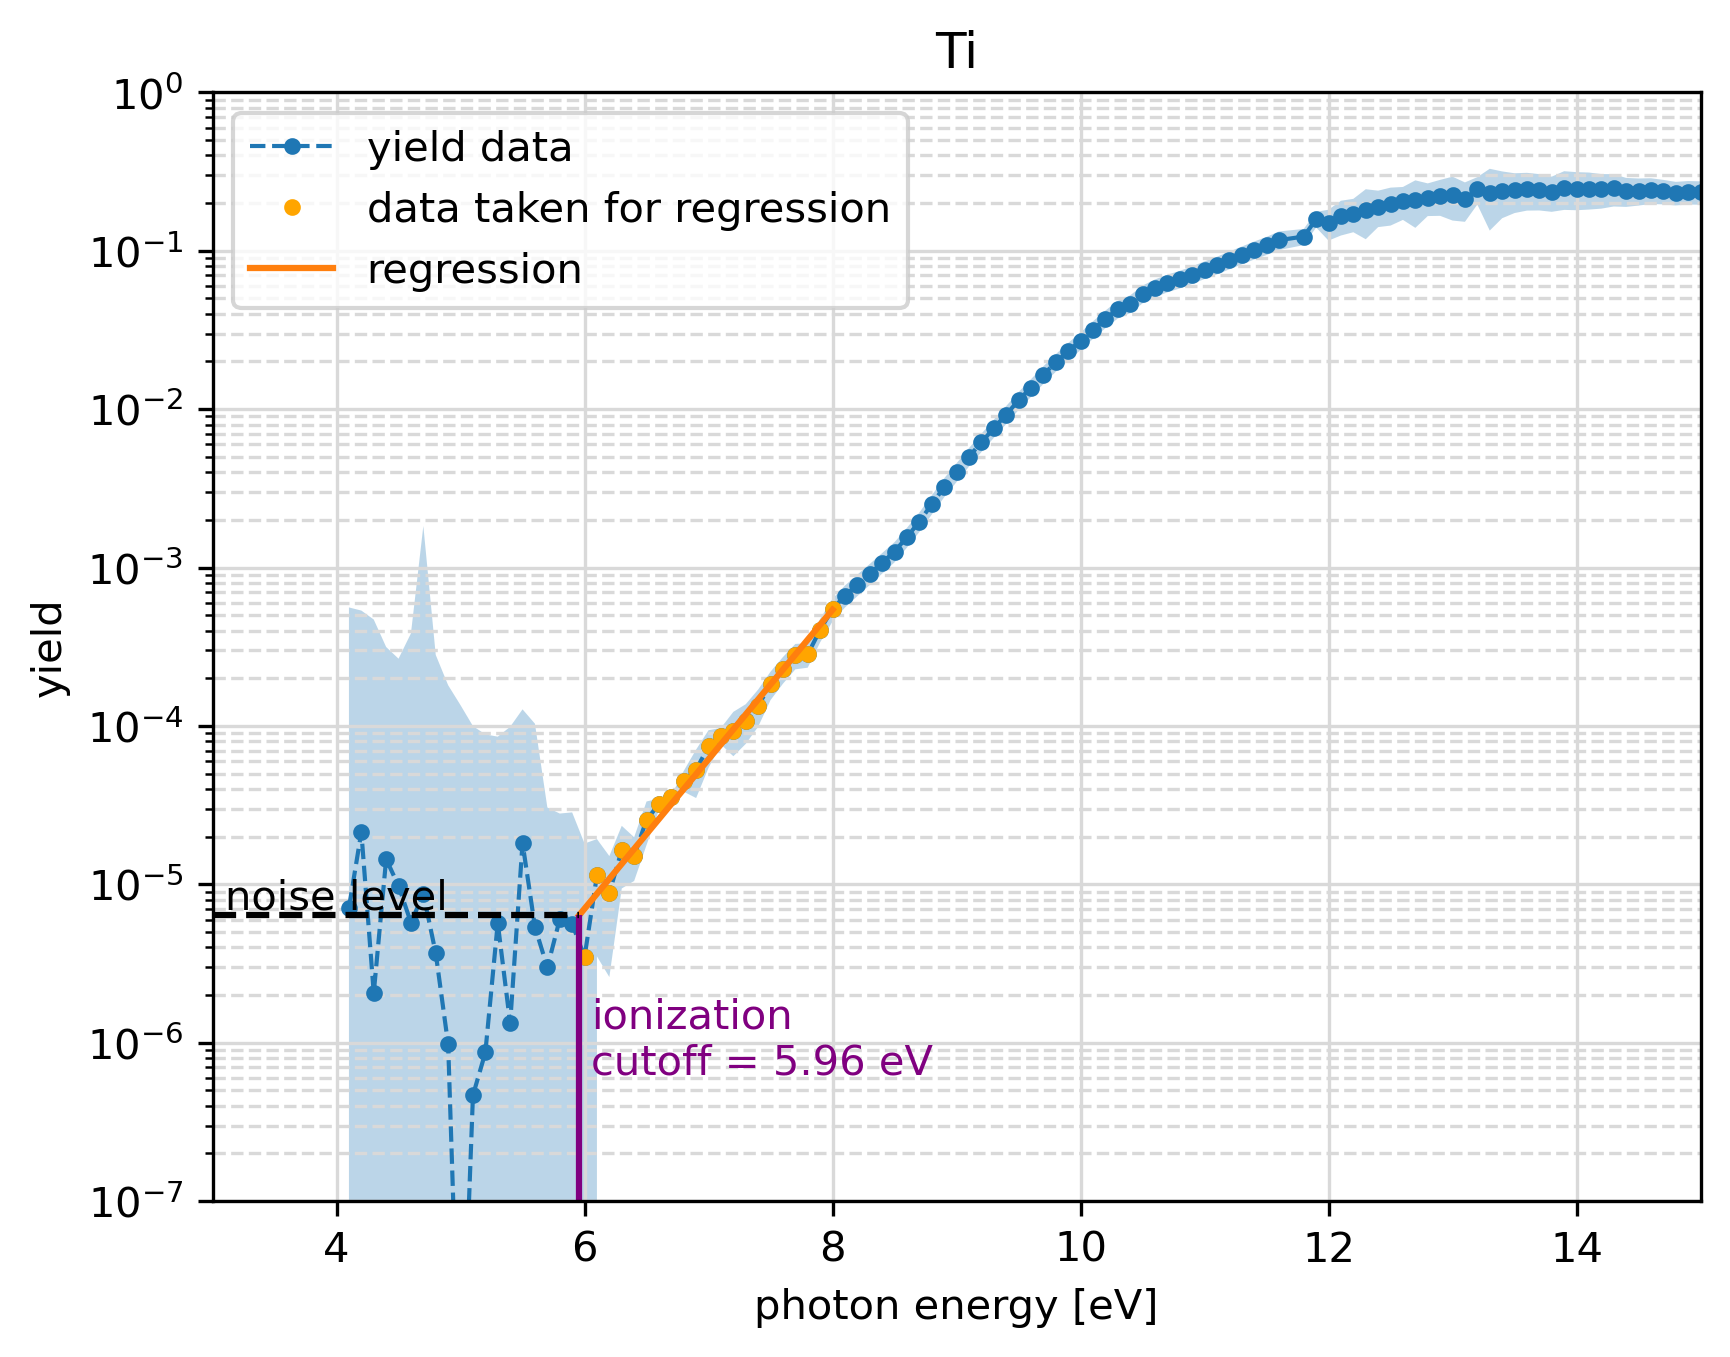 Ti
10⁰
10⁻¹
10⁻²
10⁻³
10⁻⁴
10⁻⁵
10⁻⁶
10⁻⁷
yield
yield data
data taken for regression
regression
noise level
ionization
cutoff = 5.96 eV
4 6 8 10 12 14
photon energy [eV]